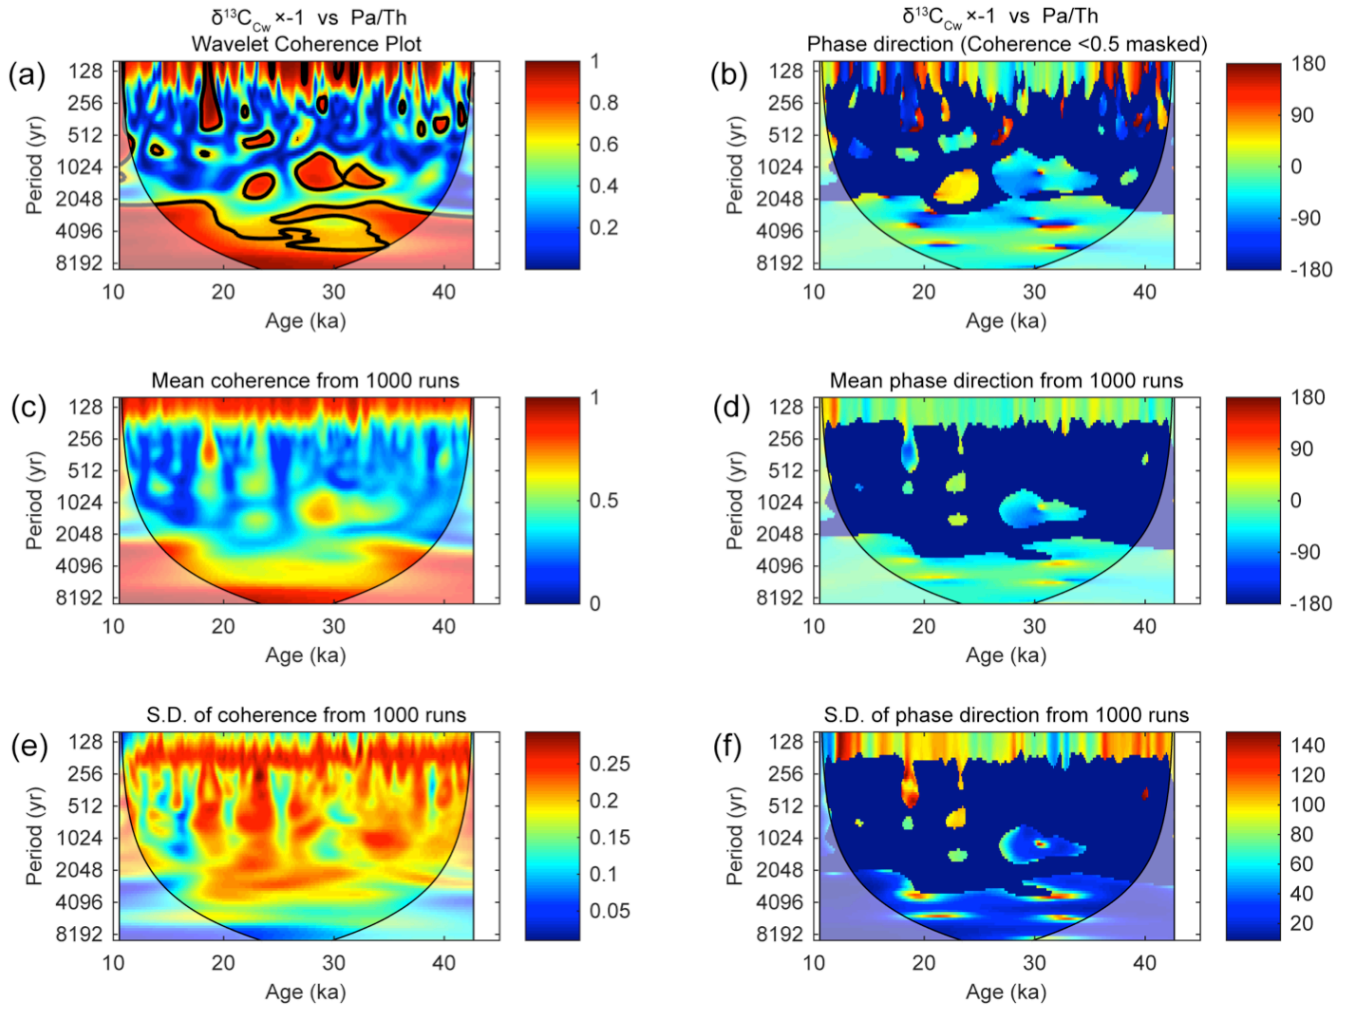 δ¹³C_Cw ×-1 vs Pa/Th
Wavelet Coherence Plot
(a)
128
256
512
1024
2048
4096
8192
Period (yr)
10 20 30 40
Age (ka)
1
0.8
0.6
0.4
0.2
δ¹³C_Cw ×-1 vs Pa/Th
Phase direction (Coherence <0.5 masked)
(b)
128
256
512
1024
2048
4096
8192
Period (yr)
10 20 30 40
Age (ka)
180
90
0
-90
-180
Mean coherence from 1000 runs
(c)
128
256
512
1024
2048
4096
8192
Period (yr)
10 20 30 40
Age (ka)
1
0.5
0
Mean phase direction from 1000 runs
(d)
128
256
512
1024
2048
4096
8192
Period (yr)
10 20 30 40
Age (ka)
180
90
0
-90
-180
S.D. of coherence from 1000 runs
(e)
128
256
512
1024
2048
4096
8192
Period (yr)
10 20 30 40
Age (ka)
0.25
0.2
0.15
0.1
0.05
S.D. of phase direction from 1000 runs
(f)
128
256
512
1024
2048
4096
8192
Period (yr)
10 20 30 40
Age (ka)
140
120
100
80
60
40
20